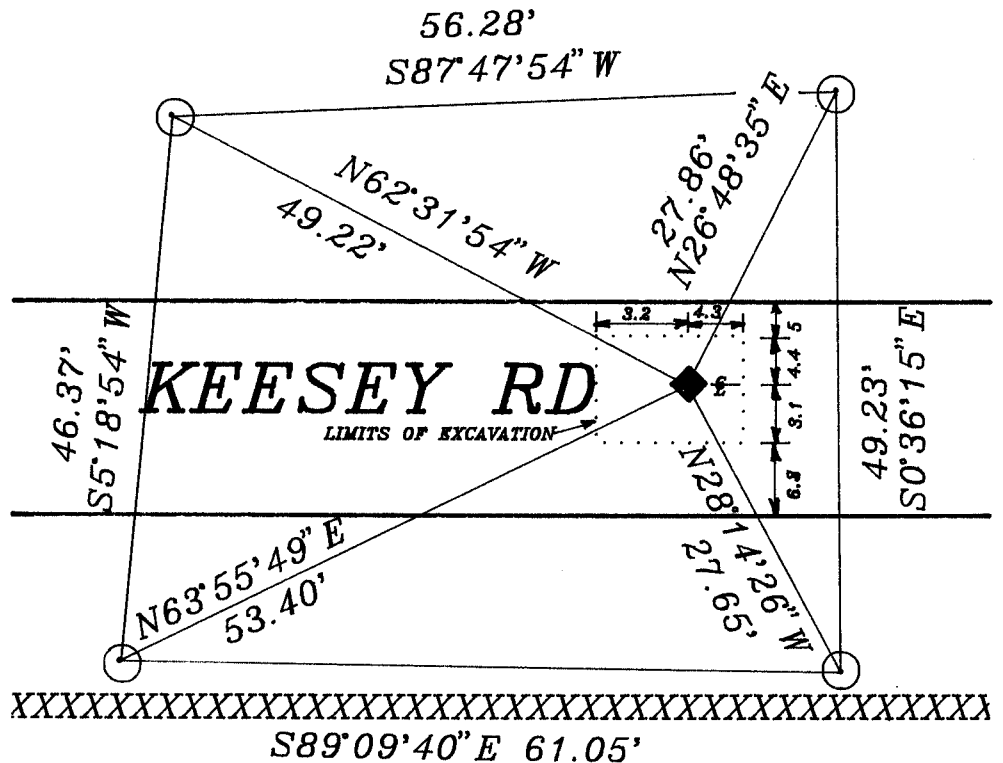 56.28'
S87°47'54" W
N62°31'54" W
49.22'
27.86'
N26°48'35" E
3.2
4.3
5
4.4
3.1
46.37'
S5°18'54" W
KEESEY RD
LIMITS OF EXCAVATION
℄
49.23'
S0°36'15" E
N63°55'49" E
53.40'
N28°14'26" W
27.65'
XXXXXXXXXXXXXXXXXXXXXXXXXXXXXXXXXXXXXXXXXXXXXXXXXXXXX
S89°09'40" E 61.05'